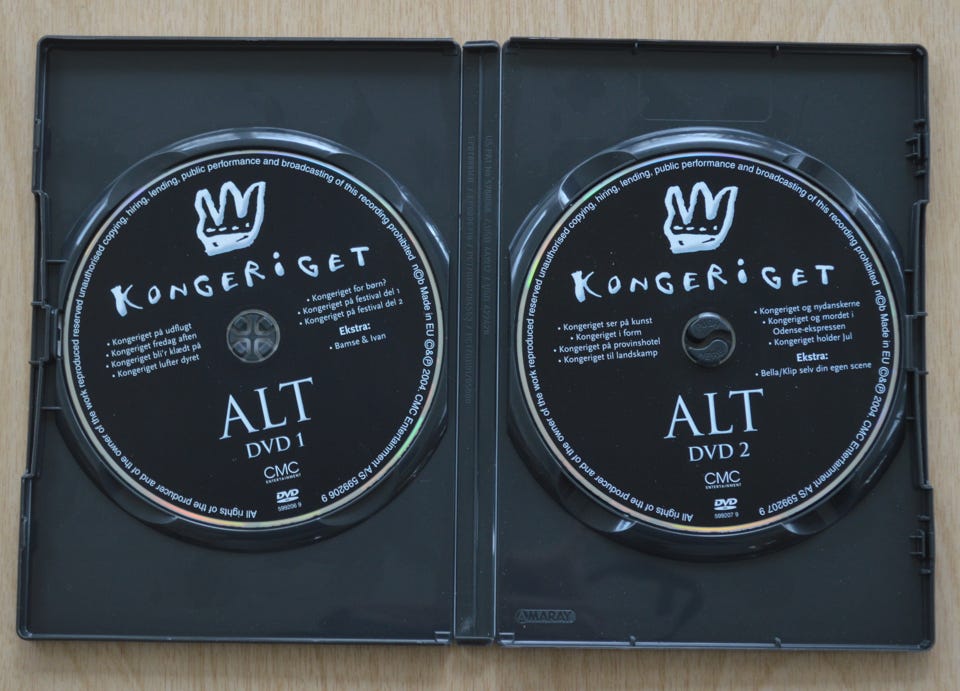 KONGERiGET
• Kongeriget på udflugt
• Kongeriget fredag aften
• Kongeriget bli'r klædt på
• Kongeriget lufter dyret
• Kongeriget for børn?
• Kongeriget på festival del 1
• Kongeriget på festival del 2
Ekstra:
• Bamse & Ivan
ALT
DVD 1
CMC
ENTERTAINMENT
DVD
599206 9
All rights of the producer and of the owner of the work reproduced reserved unauthorised copying, hiring, lending, public performance and broadcasting of this recording prohibited n©b Made in EU ©&℗ 2004, CMC Entertainment A/S 599206 9
KONGERiGET
• Kongeriget ser på kunst
• Kongeriget i form
• Kongeriget på provinshotel
• Kongeriget til landskamp
• Kongeriget og nydanskerne
• Kongeriget og mordet i
Odense-ekspressen
• Kongeriget holder Jul
Ekstra:
• Bella/Klip selv din egen scene
ALT
DVD 2
CMC
ENTERTAINMENT
DVD
599207 9
All rights of the producer and of the owner of the work reproduced reserved unauthorised copying, hiring, lending, public performance and broadcasting of this recording prohibited n©b Made in EU ©&℗ 2004, CMC Entertainment A/S 599207 9
AMARAY